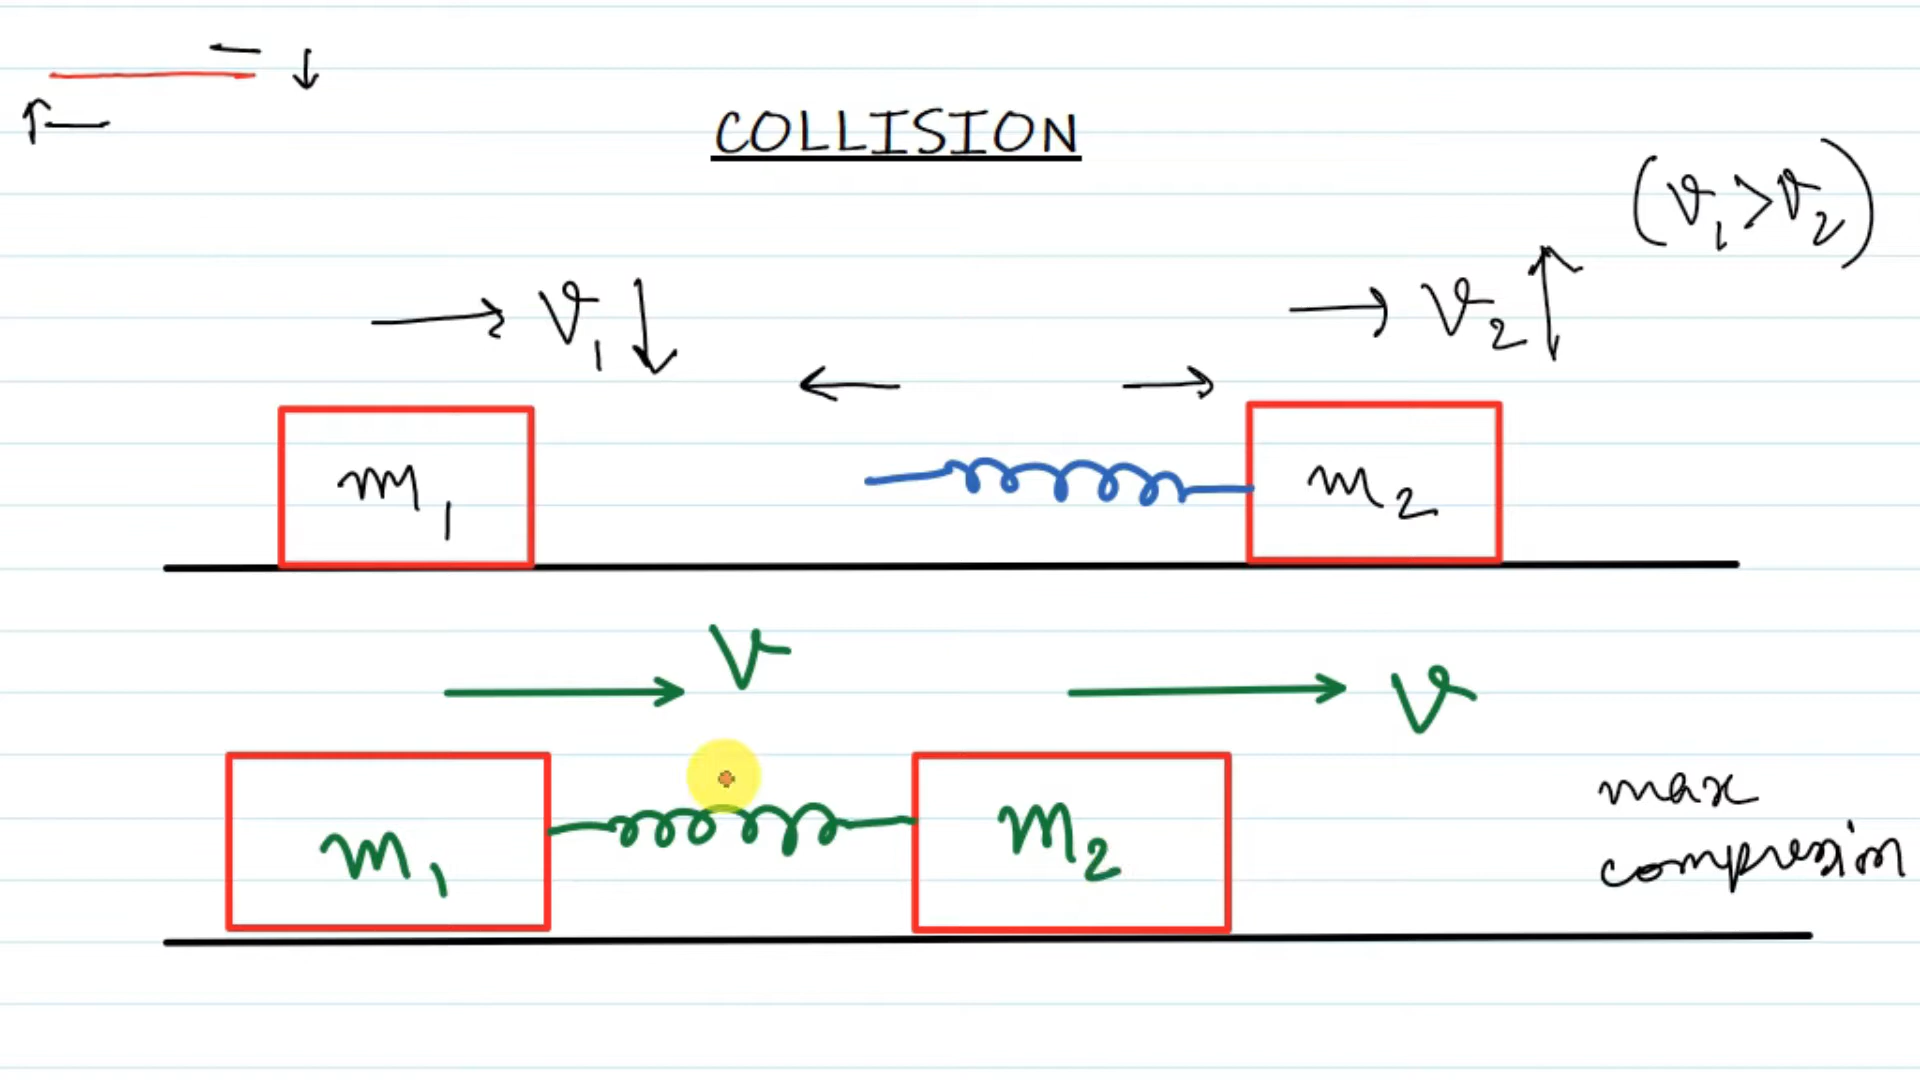 COLLISION
(v₁>v₂)
→ v₁↓
→ v₂↑
← →
m₁
m₂
→ v
→ v
m₁
m₂
max
compression